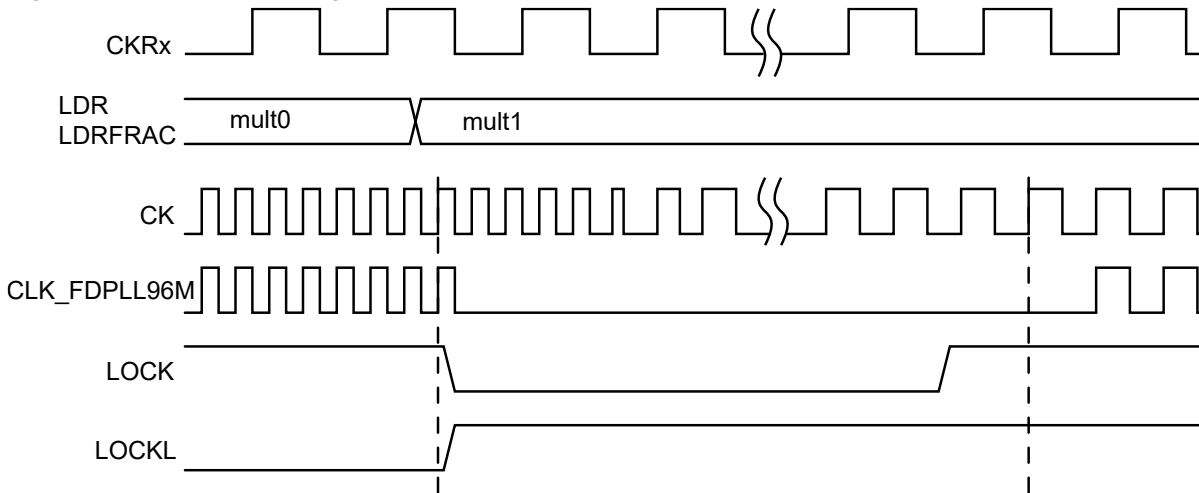 CKRx
LDR
LDRFRAC
mult0
mult1
CK
CLK_FDPLL96M
LOCK
LOCKL